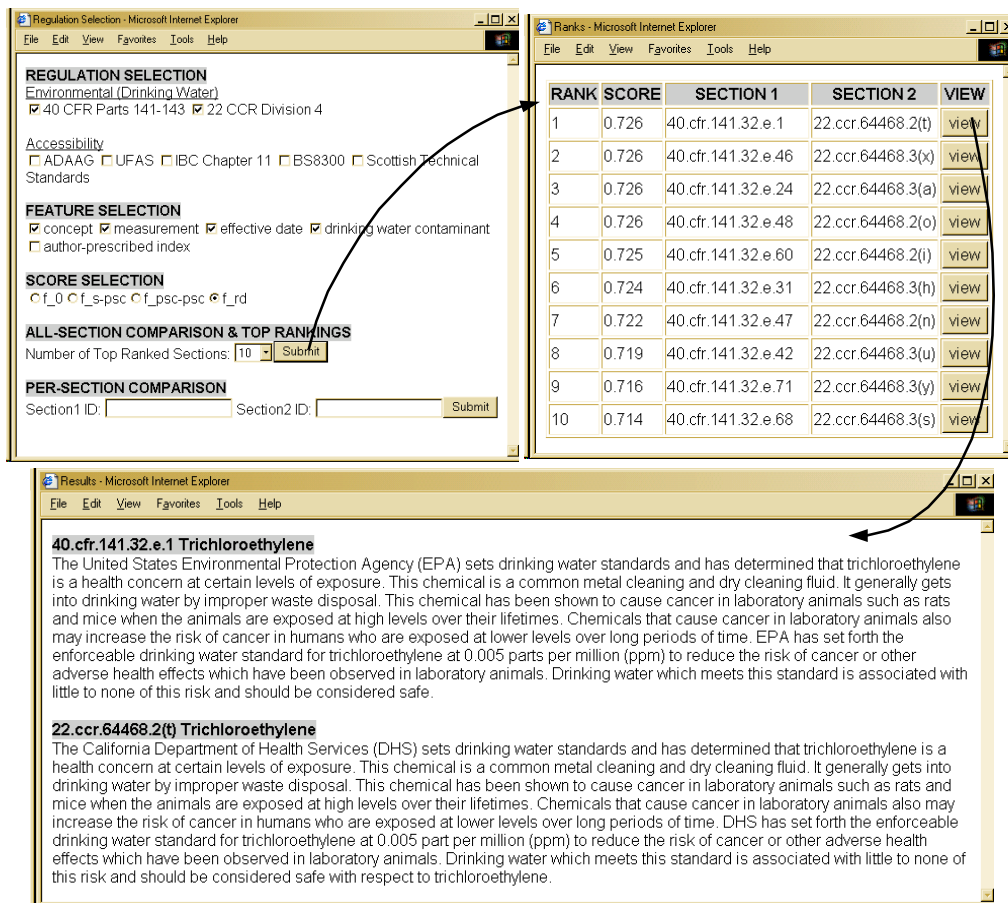 Regulation Selection - Microsoft Internet Explorer
File Edit View Favorites Tools Help
REGULATION SELECTION
Environmental (Drinking Water)
40 CFR Parts 141-143 22 CCR Division 4
Accessibility
ADAAG UFAS IBC Chapter 11 BS8300 Scottish Technical
Standards
FEATURE SELECTION
concept measurement effective date drinking water contaminant
author-prescribed index
SCORE SELECTION
f_0 f_s-psc f_psc-psc f_rd
ALL-SECTION COMPARISON & TOP RANKINGS
Number of Top Ranked Sections: 10 Submit
PER-SECTION COMPARISON
Section1 ID: Section2 ID: Submit
Ranks - Microsoft Internet Explorer
File Edit View Favorites Tools Help
RANK SCORE SECTION 1 SECTION 2 VIEW
1 0.726 40.cfr.141.32.e.1 22.ccr.64468.2(t) view
2 0.726 40.cfr.141.32.e.46 22.ccr.64468.3(x) view
3 0.726 40.cfr.141.32.e.24 22.ccr.64468.3(a) view
4 0.726 40.cfr.141.32.e.48 22.ccr.64468.2(o) view
5 0.725 40.cfr.141.32.e.60 22.ccr.64468.2(i) view
6 0.724 40.cfr.141.32.e.31 22.ccr.64468.2(h) view
7 0.722 40.cfr.141.32.e.47 22.ccr.64468.2(n) view
8 0.719 40.cfr.141.32.e.42 22.ccr.64468.3(u) view
9 0.716 40.cfr.141.32.e.71 22.ccr.64468.3(y) view
10 0.714 40.cfr.141.32.e.68 22.ccr.64468.3(s) view
Results - Microsoft Internet Explorer
File Edit View Favorites Tools Help
40.cfr.141.32.e.1 Trichloroethylene
The United States Environmental Protection Agency (EPA) sets drinking water standards and has determined that trichloroethylene
is a health concern at certain levels of exposure. This chemical is a common metal cleaning and dry cleaning fluid. It generally gets
into drinking water by improper waste disposal. This chemical has been shown to cause cancer in laboratory animals such as rats
and mice when the animals are exposed at high levels over their lifetimes. Chemicals that cause cancer in laboratory animals also
may increase the risk of cancer in humans who are exposed at lower levels over long periods of time. EPA has set forth the
enforceable drinking water standard for trichloroethylene at 0.005 parts per million (ppm) to reduce the risk of cancer or other
adverse health effects which have been observed in laboratory animals. Drinking water which meets this standard is associated with
little to none of this risk and should be considered safe.
22.ccr.64468.2(t) Trichloroethylene
The California Department of Health Services (DHS) sets drinking water standards and has determined that trichloroethylene is a
health concern at certain levels of exposure. This chemical is a common metal cleaning and dry cleaning fluid. It generally gets into
drinking water by improper waste disposal. This chemical has been shown to cause cancer in laboratory animals such as rats and
mice when the animals are exposed at high levels over their lifetimes. Chemicals that cause cancer in laboratory animals also may
increase the risk of cancer in humans who are exposed at lower levels over long periods of time. DHS has set forth the enforceable
drinking water standard for trichloroethylene at 0.005 part per million (ppm) to reduce the risk of cancer or other adverse health
effects which have been observed in laboratory animals. Drinking water which meets this standard is associated with little to none of
this risk and should be considered safe with respect to trichloroethylene.